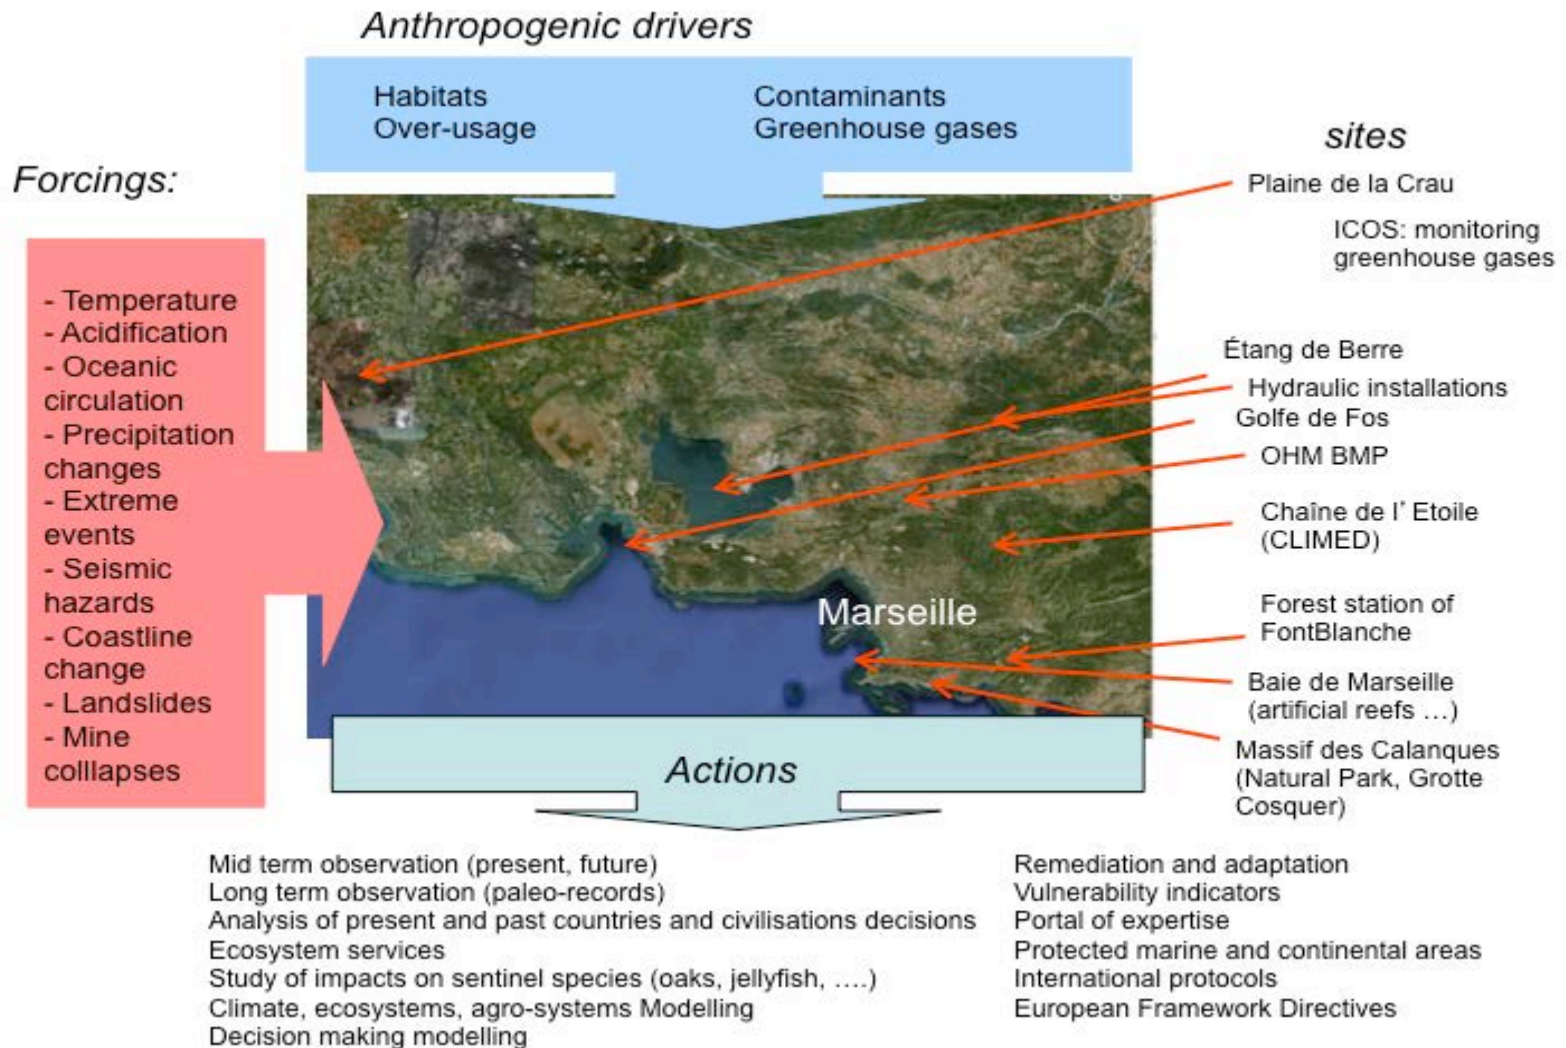 Anthropogenic drivers
Habitats
Over-usage
Contaminants
Greenhouse gases
Forcings:
- Temperature
- Acidification
- Oceanic
circulation
- Precipitation
changes
- Extreme
events
- Seismic
hazards
- Coastline
change
- Landslides
- Mine
colllapses
sites
Plaine de la Crau
ICOS: monitoring
greenhouse gases
Étang de Berre
Hydraulic installations
Golfe de Fos
OHM BMP
Chaîne de l' Etoile
(CLIMED)
Forest station of
FontBlanche
Baie de Marseille
(artificial reefs …)
Massif des Calanques
(Natural Park, Grotte
Cosquer)
Marseille
Actions
Mid term observation (present, future)
Long term observation (paleo-records)
Analysis of present and past countries and civilisations decisions
Ecosystem services
Study of impacts on sentinel species (oaks, jellyfish, ….)
Climate, ecosystems, agro-systems Modelling
Decision making modelling
Remediation and adaptation
Vulnerability indicators
Portal of expertise
Protected marine and continental areas
International protocols
European Framework Directives